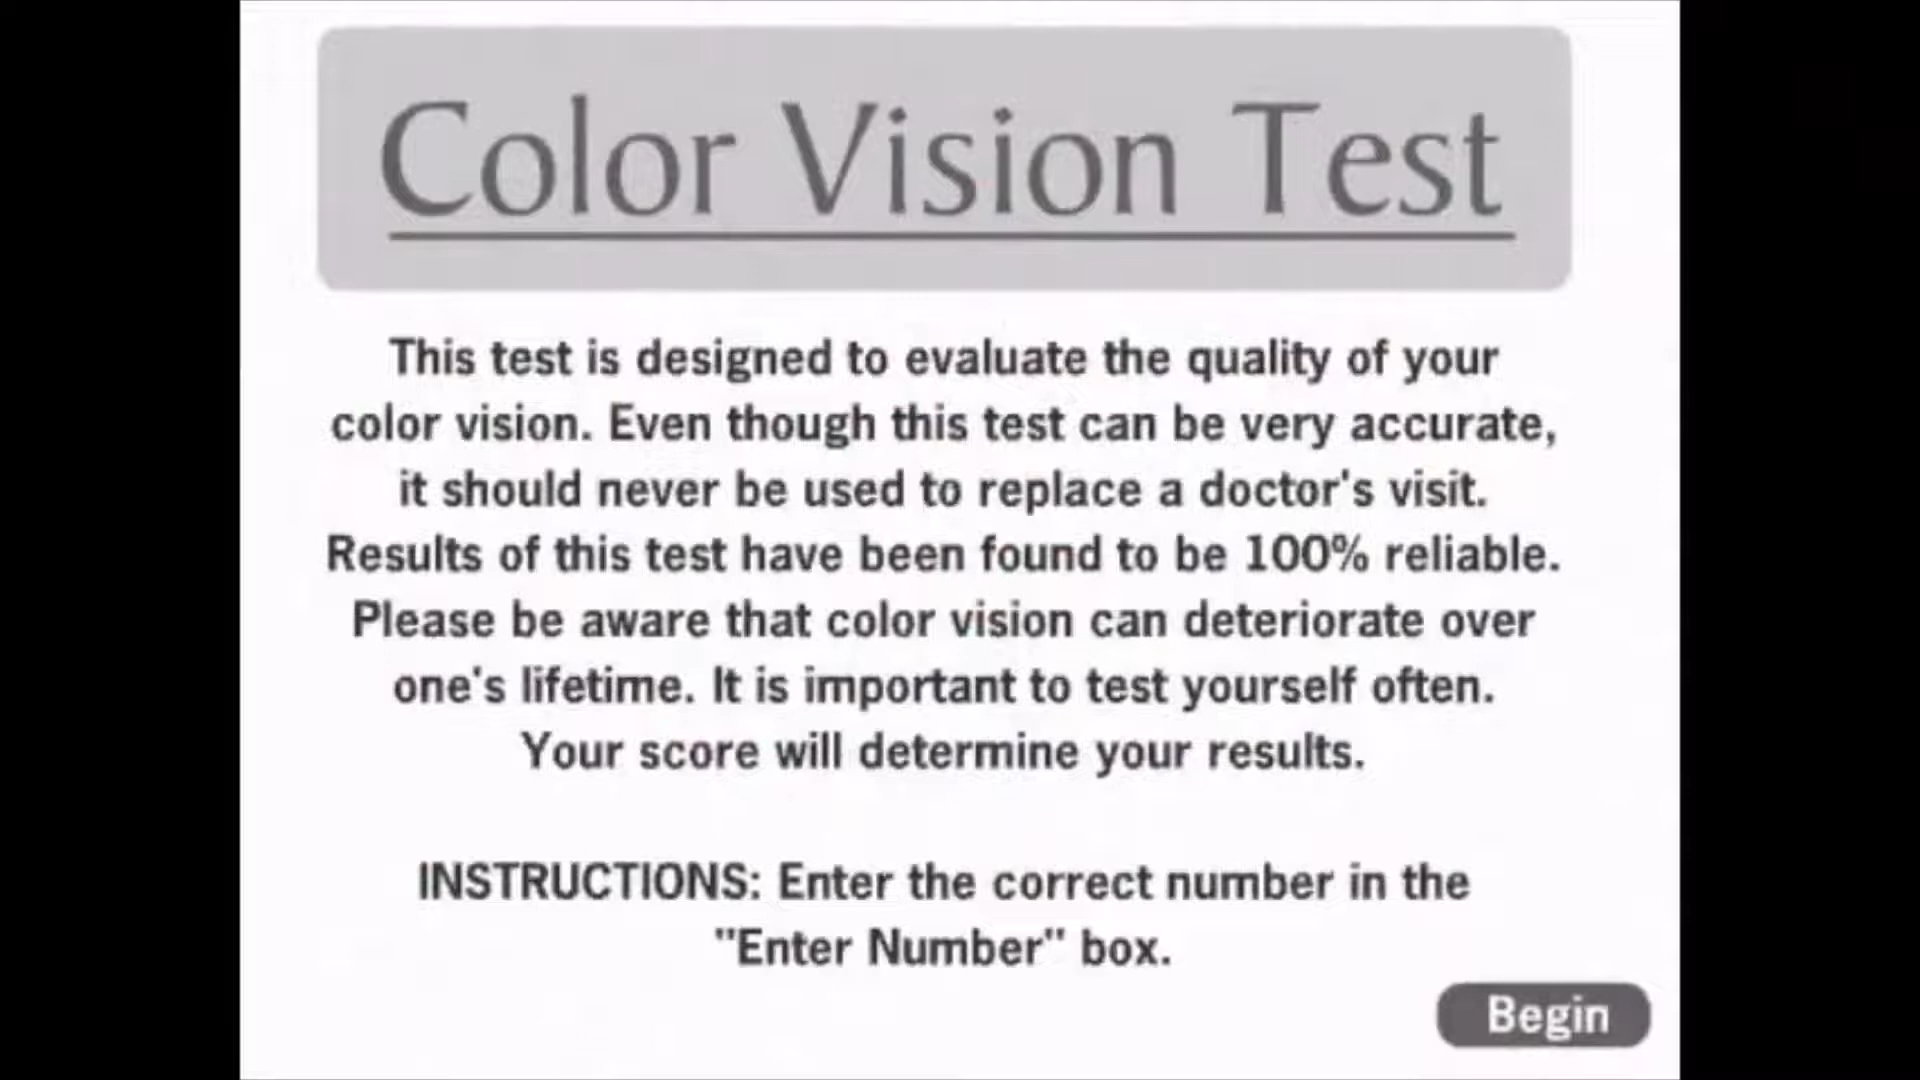 Color Vision Test
This test is designed to evaluate the quality of your
color vision. Even though this test can be very accurate,
it should never be used to replace a doctor's visit.
Results of this test have been found to be 100% reliable.
Please be aware that color vision can deteriorate over
one's lifetime. It is important to test yourself often.
Your score will determine your results.
INSTRUCTIONS: Enter the correct number in the
"Enter Number" box.
Begin